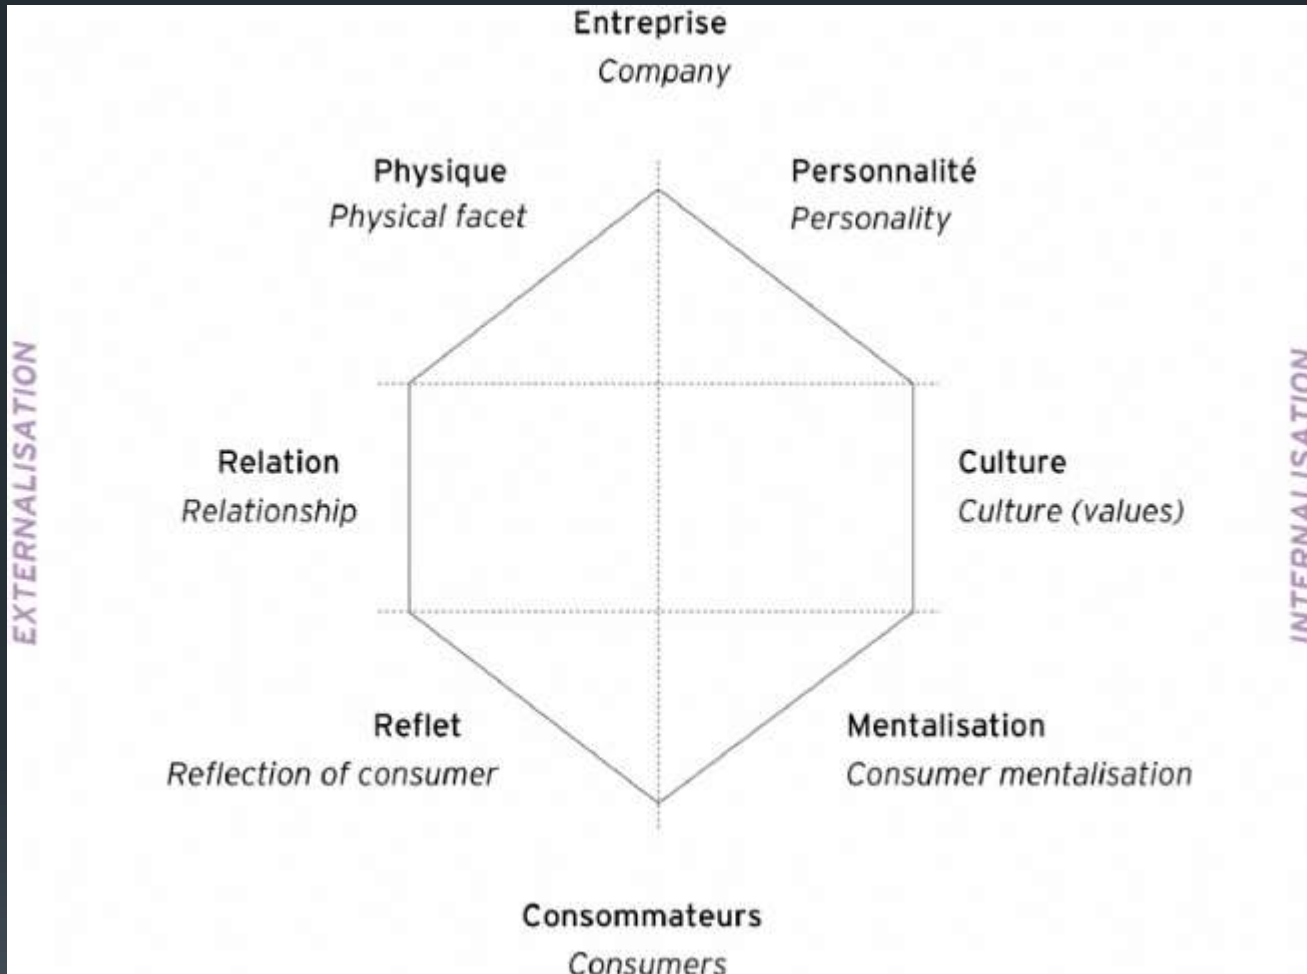 Entreprise
Company
Physique
Physical facet
Personnalité
Personality
EXTERNALISATION
INTERNALISATION
Relation
Relationship
Culture
Culture (values)
Reflet
Reflection of consumer
Mentalisation
Consumer mentalisation
Consommateurs
Consumers